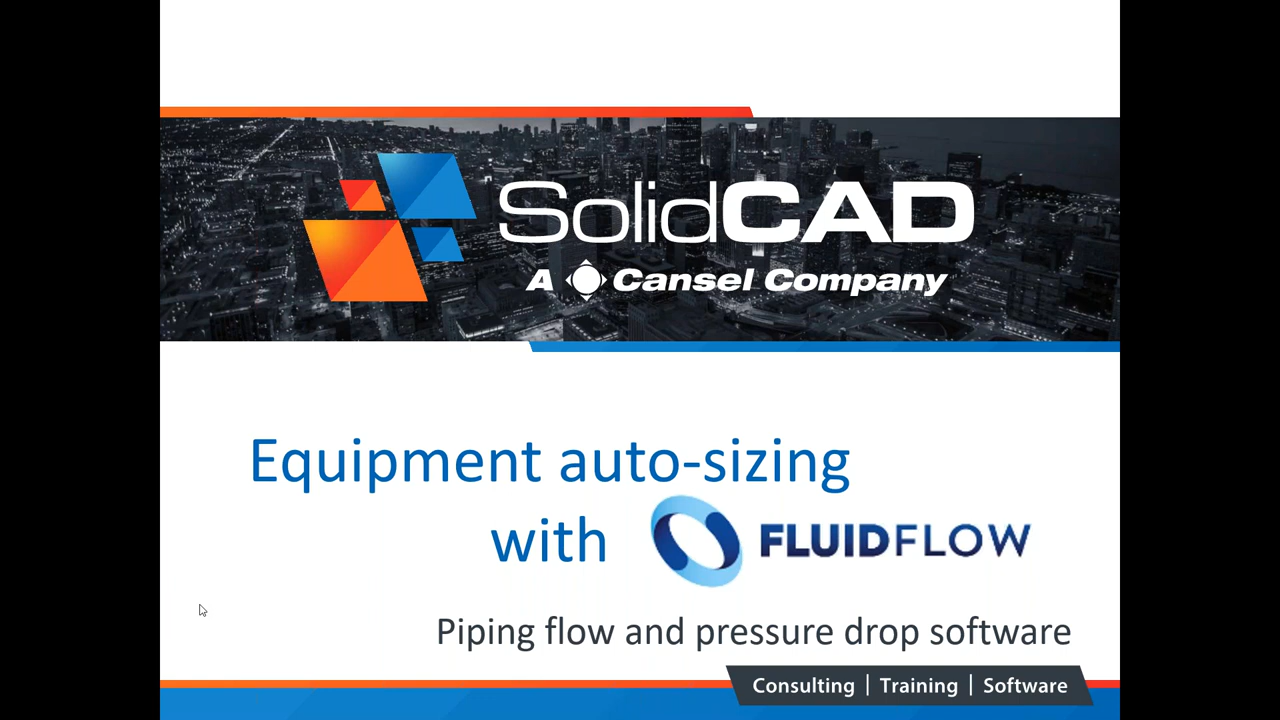 SolidCAD
A Cansel Company
Equipment auto-sizing
with FLUIDFLOW
Piping flow and pressure drop software
Consulting | Training | Software